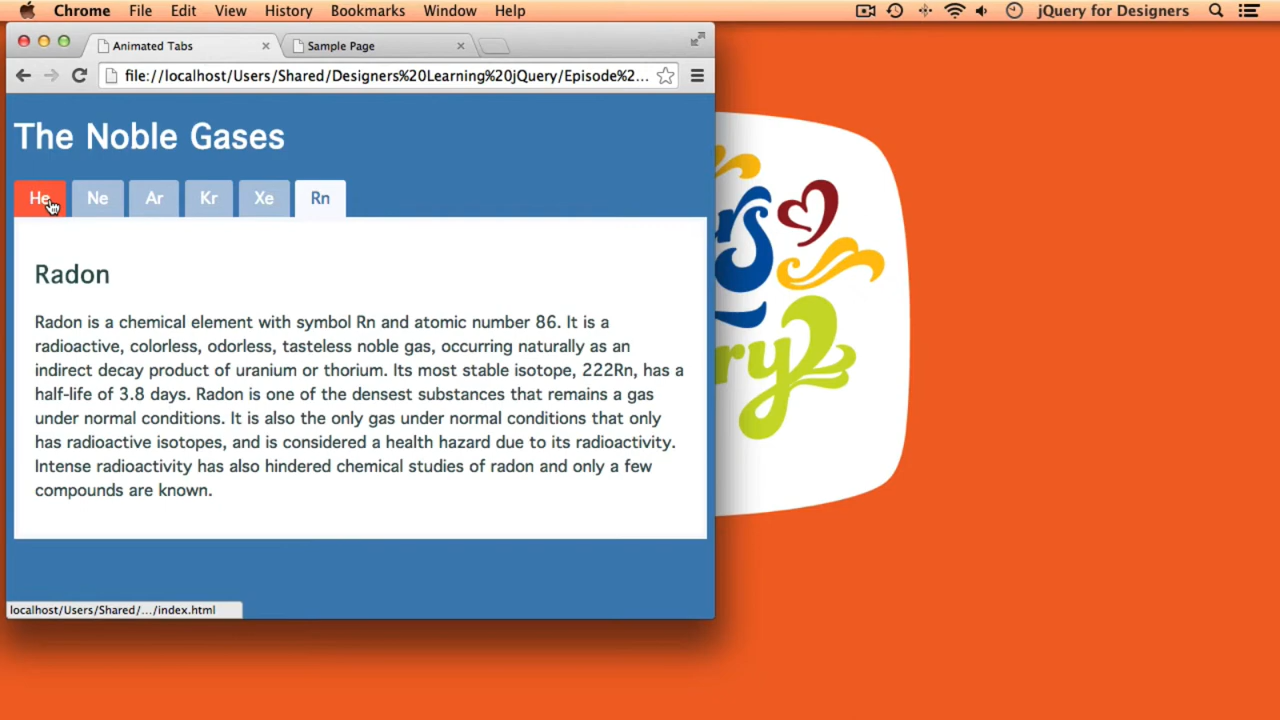 Chrome File Edit View History Bookmarks Window Help jQuery for Designers
Animated Tabs Sample Page
file://localhost/Users/Shared/Designers%20Learning%20jQuery/Episode%2...
The Noble Gases
He Ne Ar Kr Xe Rn
Radon
Radon is a chemical element with symbol Rn and atomic number 86. It is a
radioactive, colorless, odorless, tasteless noble gas, occurring naturally as an
indirect decay product of uranium or thorium. Its most stable isotope, 222Rn, has a
half-life of 3.8 days. Radon is one of the densest substances that remains a gas
under normal conditions. It is also the only gas under normal conditions that only
has radioactive isotopes, and is considered a health hazard due to its radioactivity.
Intense radioactivity has also hindered chemical studies of radon and only a few
compounds are known.
localhost/Users/Shared/.../index.html